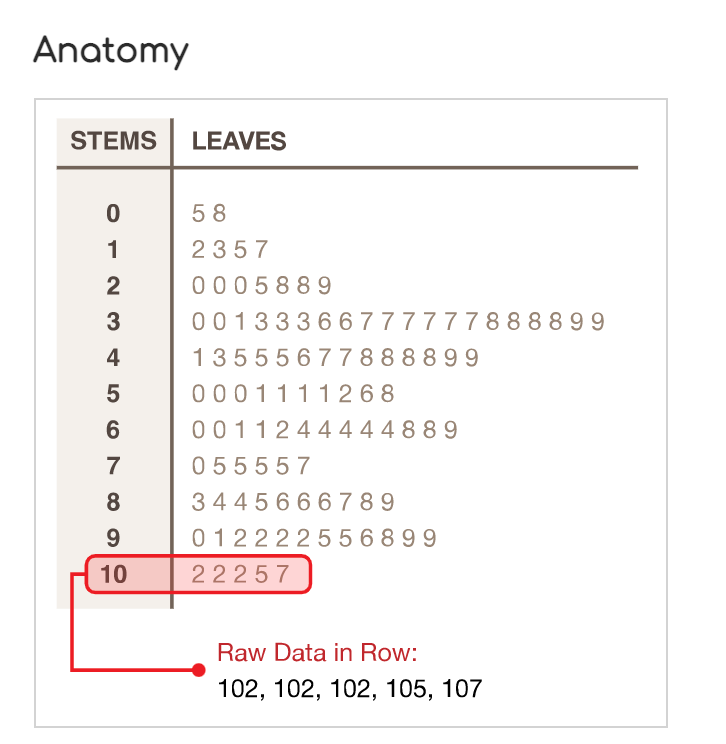 Anatomy
STEMS LEAVES
0 5 8
1 2 3 5 7
2 0 0 0 5 8 8 9
3 0 0 1 3 3 3 6 6 7 7 7 7 7 7 8 8 8 8 9 9
4 1 3 5 5 5 6 7 7 8 8 8 8 9 9
5 0 0 0 1 1 1 1 2 6 8
6 0 0 1 1 2 4 4 4 4 4 8 8 9
7 0 5 5 5 5 7
8 3 4 4 5 6 6 6 7 8 9
9 0 1 2 2 2 2 5 5 6 8 9 9
10 2 2 2 5 7
Raw Data in Row:
102, 102, 102, 105, 107